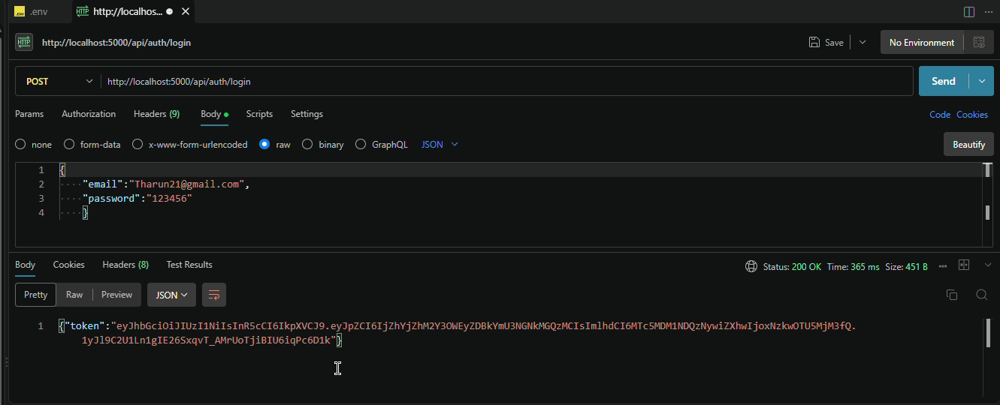 .ENV .env HTTP http://localhos...
HTTP http://localhost:5000/api/auth/login Save No Environment
POST http://localhost:5000/api/auth/login Send
Params Authorization Headers (9) Body Scripts Settings Code Cookies
none form-data x-www-form-urlencoded raw binary GraphQL JSON Beautify
1 {
2 ····"email":"Tharun21@gmail.com",
3 ····"password":"123456"
4 ····}
Body Cookies Headers (8) Test Results Status: 200 OK Time: 365 ms Size: 451 B
Pretty Raw Preview JSON
1 {"token":"eyJhbGciOiJIUzI1NiIsInR5cCI6IkpXVCJ9.eyJpZCI6IjZhYjZhM2Y3OWEyZDBkYmU3NGNkMGQzMCIsImlhdCI6MTc5MDM1NDQzNywiZXhwIjoxNzkwOTU5MjM3fQ.
1yJl9C2U1Ln1gIE26SxqvT_AMrUoTjiBIU6iqPc6D1k"}